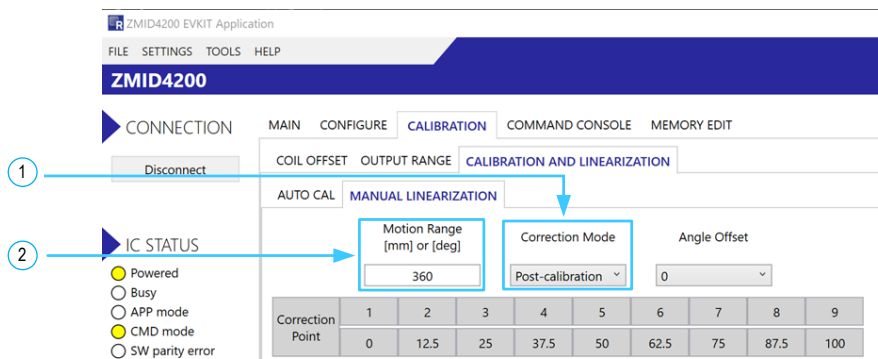 ZMID4200 EVKIT Application
FILE SETTINGS TOOLS HELP
ZMID4200
CONNECTION
Disconnect
MAIN CONFIGURE CALIBRATION COMMAND CONSOLE MEMORY EDIT
COIL OFFSET OUTPUT RANGE CALIBRATION AND LINEARIZATION
1
AUTO CAL MANUAL LINEARIZATION
2
IC STATUS
Powered
Busy
APP mode
CMD mode
SW parity error
Motion Range
[mm] or [deg]
360
Correction Mode
Post-calibration
Angle Offset
0
Correction
Point
1 2 3 4 5 6 7 8 9
0 12.5 25 37.5 50 62.5 75 87.5 100